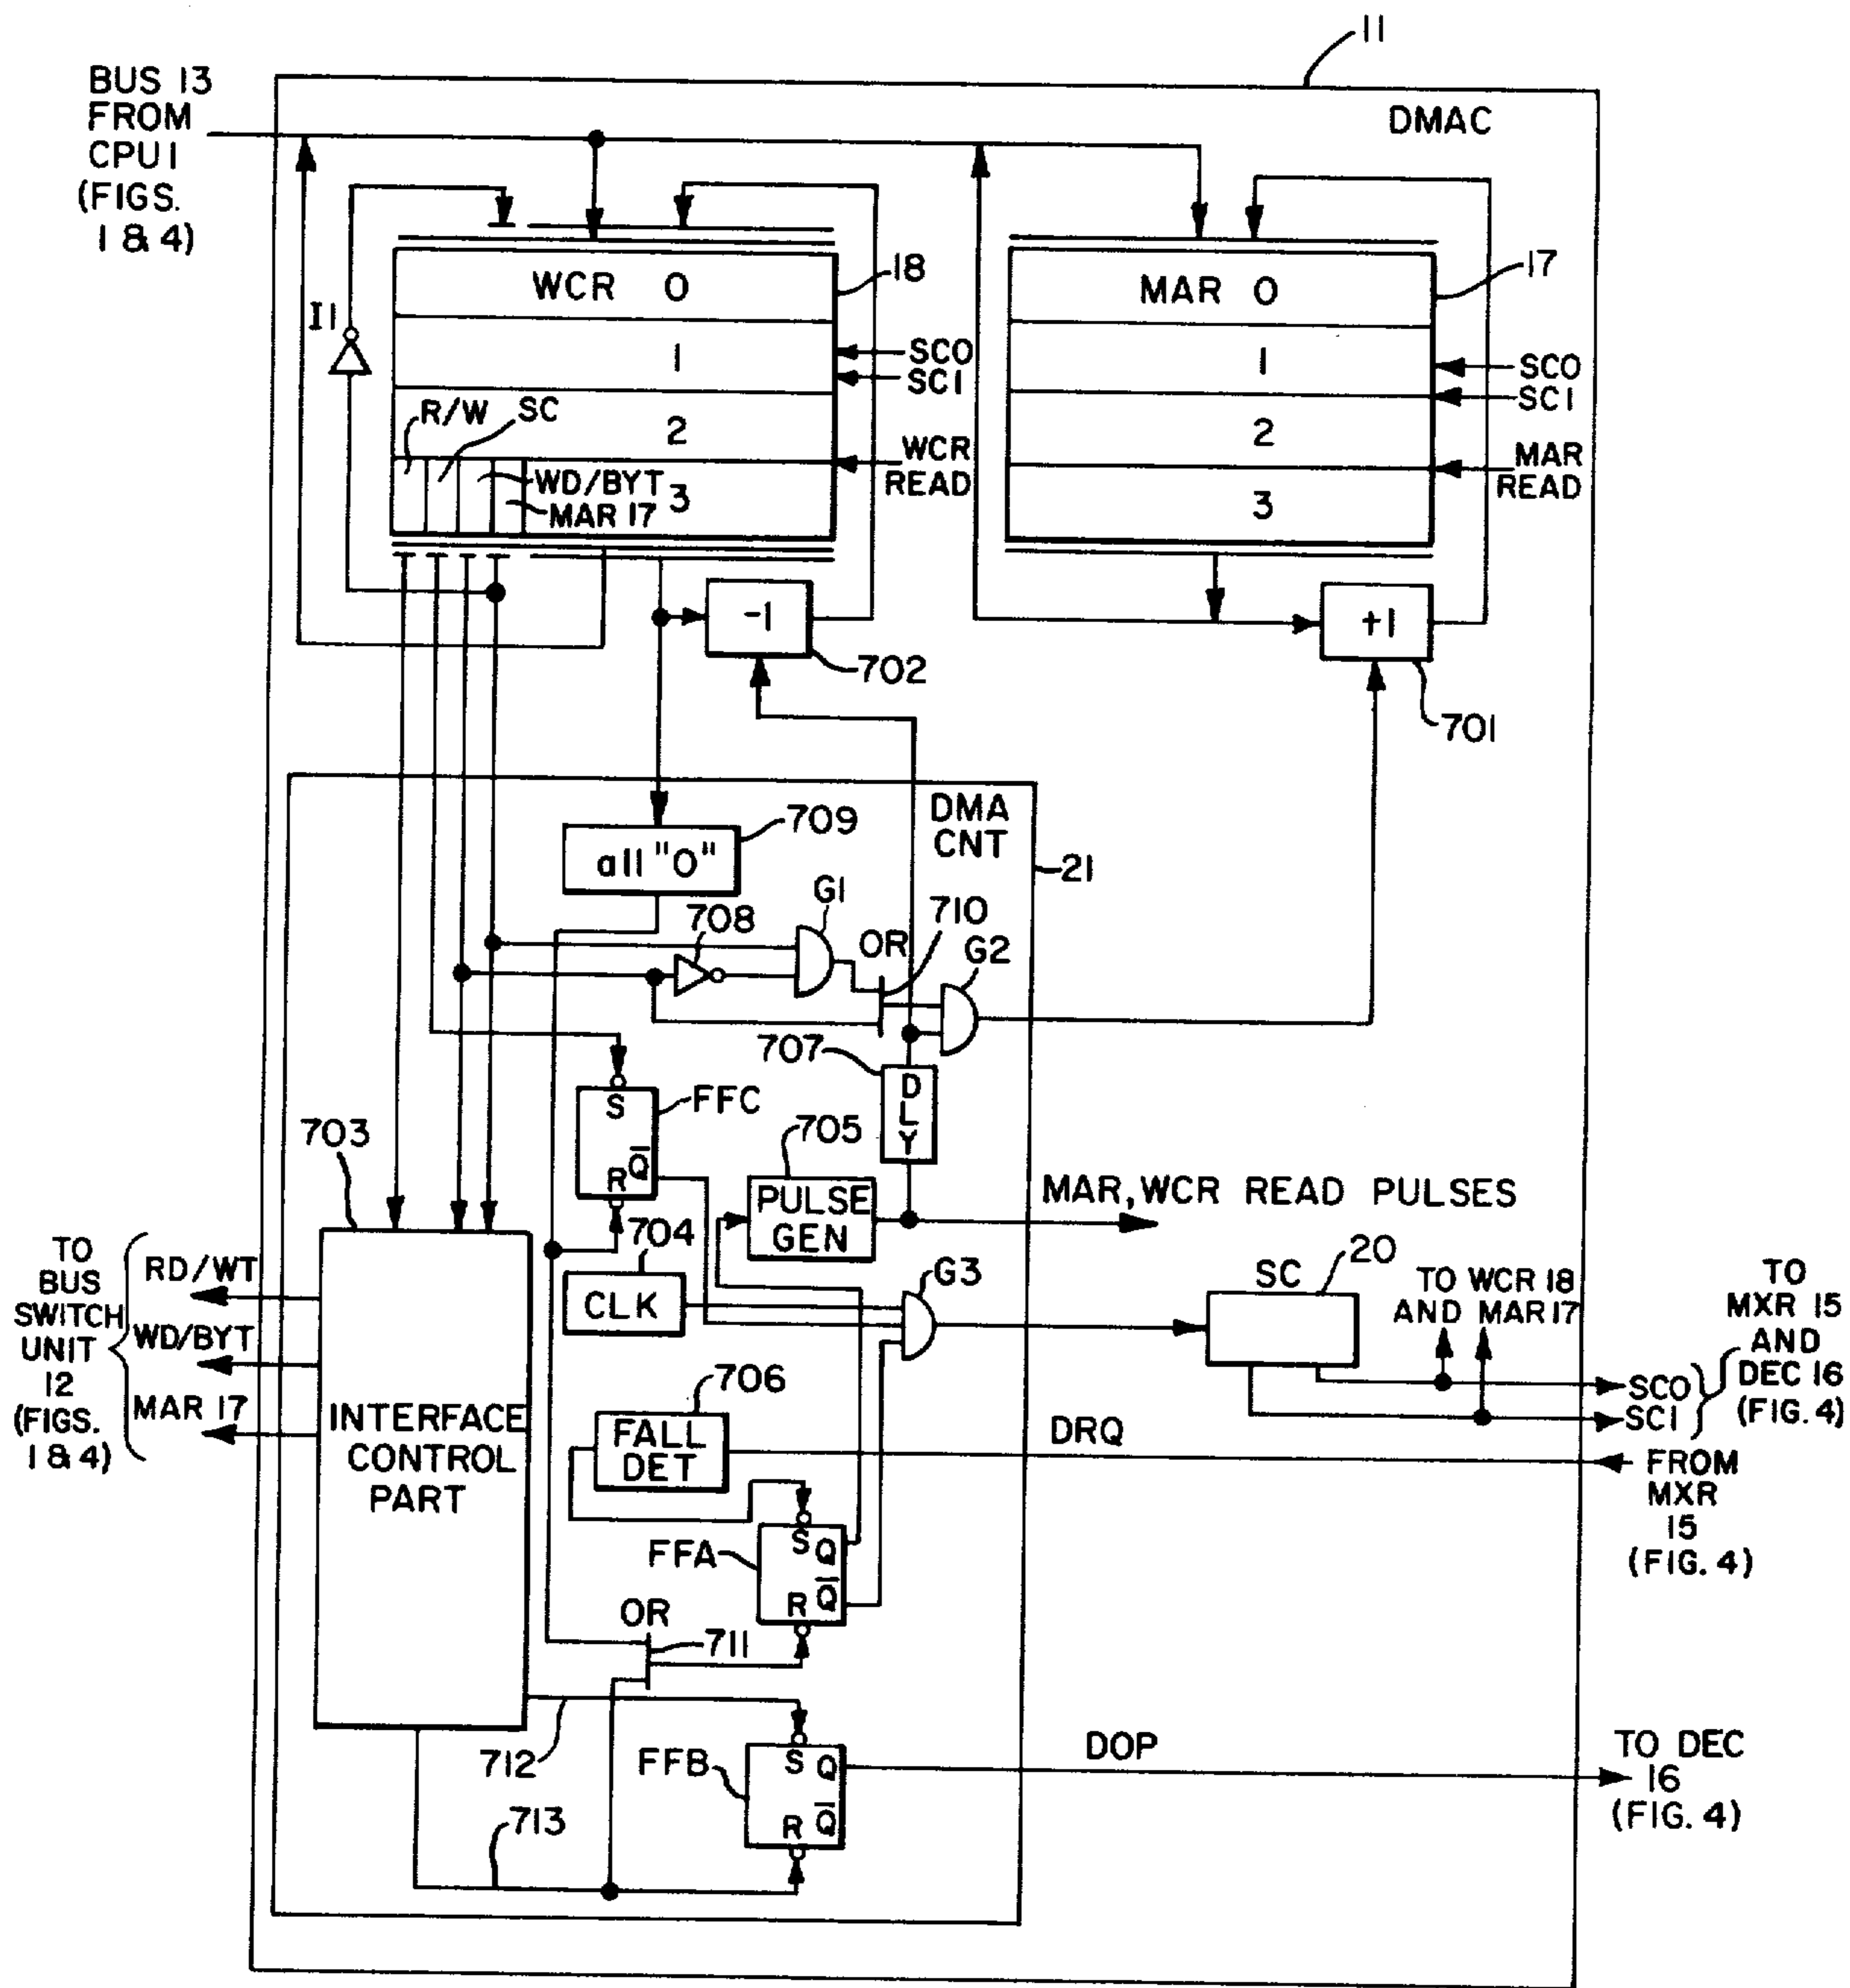 11
BUS 13
FROM
CPU1
(FIGS.
1 & 4)
DMAC
WCR 0
18
MAR 0
17
I1
1
SC0
SC1
1
SC0
SC1
R/W
SC
2
WCR
READ
2
MAR
READ
WD/BYT
3
MAR 17
3
-1
702
+1
701
DMA
CNT
21
709
all "0"
G1
708
710
OR
G2
707
DLY
FFC
S
R
Q̅
703
705
PULSE
GEN
MAR, WCR READ PULSES
704
CLK
G3
SC
20
TO WCR 18
AND MAR 17
TO
MXR 15
AND
DEC 16
(FIG. 4)
SC0
SC1
TO
BUS
SWITCH
UNIT
12
(FIGS.
1 & 4)
RD/WT
WD/BYT
MAR 17
INTERFACE
CONTROL
PART
706
FALL
DET
DRQ
FROM
MXR
15
(FIG. 4)
FFA
S
Q
Q̅
R
OR
711
712
FFB
S
Q
Q̅
R
DOP
TO DEC
16
(FIG. 4)
713